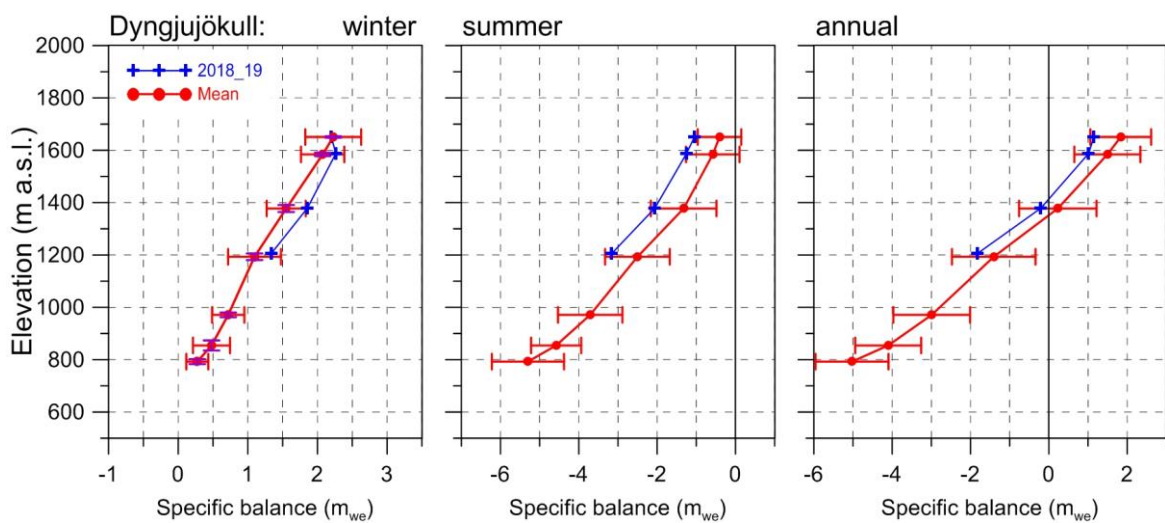 Dyngjujökull: winter summer annual
2000
1800
1600
1400
1200
1000
800
600
Elevation (m a.s.l.)
2018_19
Mean
-1 0 1 2 3 -6 -4 -2 0 -6 -4 -2 0 2
Specific balance (mwe) Specific balance (mwe) Specific balance (mwe)